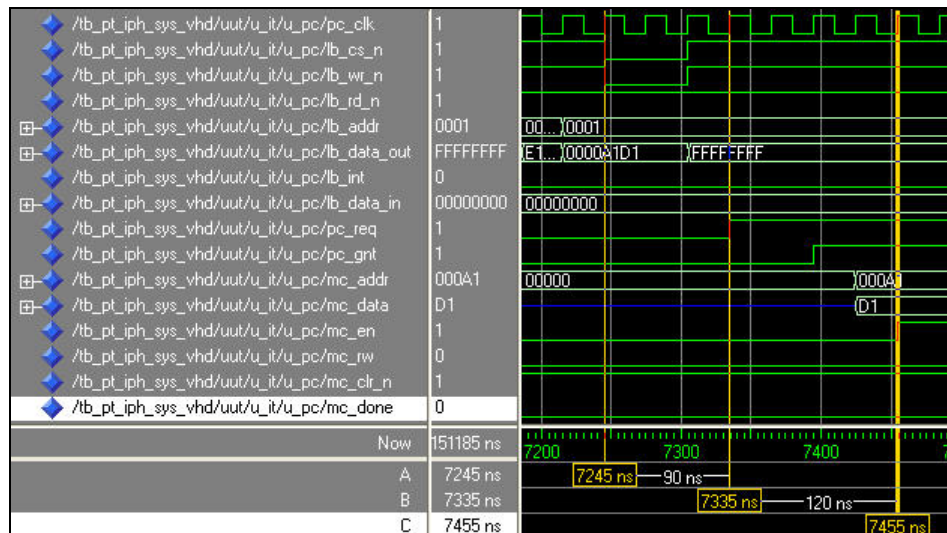 /tb_pt_iph_sys_vhd/uut/u_it/u_pc/pc_clk 1
/tb_pt_iph_sys_vhd/uut/u_it/u_pc/lb_cs_n 1
/tb_pt_iph_sys_vhd/uut/u_it/u_pc/lb_wr_n 1
/tb_pt_iph_sys_vhd/uut/u_it/u_pc/lb_rd_n 1
/tb_pt_iph_sys_vhd/uut/u_it/u_pc/lb_addr 0001 00... 0001
/tb_pt_iph_sys_vhd/uut/u_it/u_pc/lb_data_out FFFFFFFF E1... 0000A1D1 FFFFFFFF
/tb_pt_iph_sys_vhd/uut/u_it/u_pc/lb_int 0
/tb_pt_iph_sys_vhd/uut/u_it/u_pc/lb_data_in 00000000 00000000
/tb_pt_iph_sys_vhd/uut/u_it/u_pc/pc_req 1
/tb_pt_iph_sys_vhd/uut/u_it/u_pc/pc_gnt 1
/tb_pt_iph_sys_vhd/uut/u_it/u_pc/mc_addr 000A1 00000 000A1
/tb_pt_iph_sys_vhd/uut/u_it/u_pc/mc_data D1 D1
/tb_pt_iph_sys_vhd/uut/u_it/u_pc/mc_en 1
/tb_pt_iph_sys_vhd/uut/u_it/u_pc/mc_rw 0
/tb_pt_iph_sys_vhd/uut/u_it/u_pc/mc_clr_n 1
/tb_pt_iph_sys_vhd/uut/u_it/u_pc/mc_done 0
Now 151185 ns 7200 7300 7400
A 7245 ns 7245 ns 90 ns
B 7335 ns 7335 ns 120 ns
C 7455 ns 7455 ns